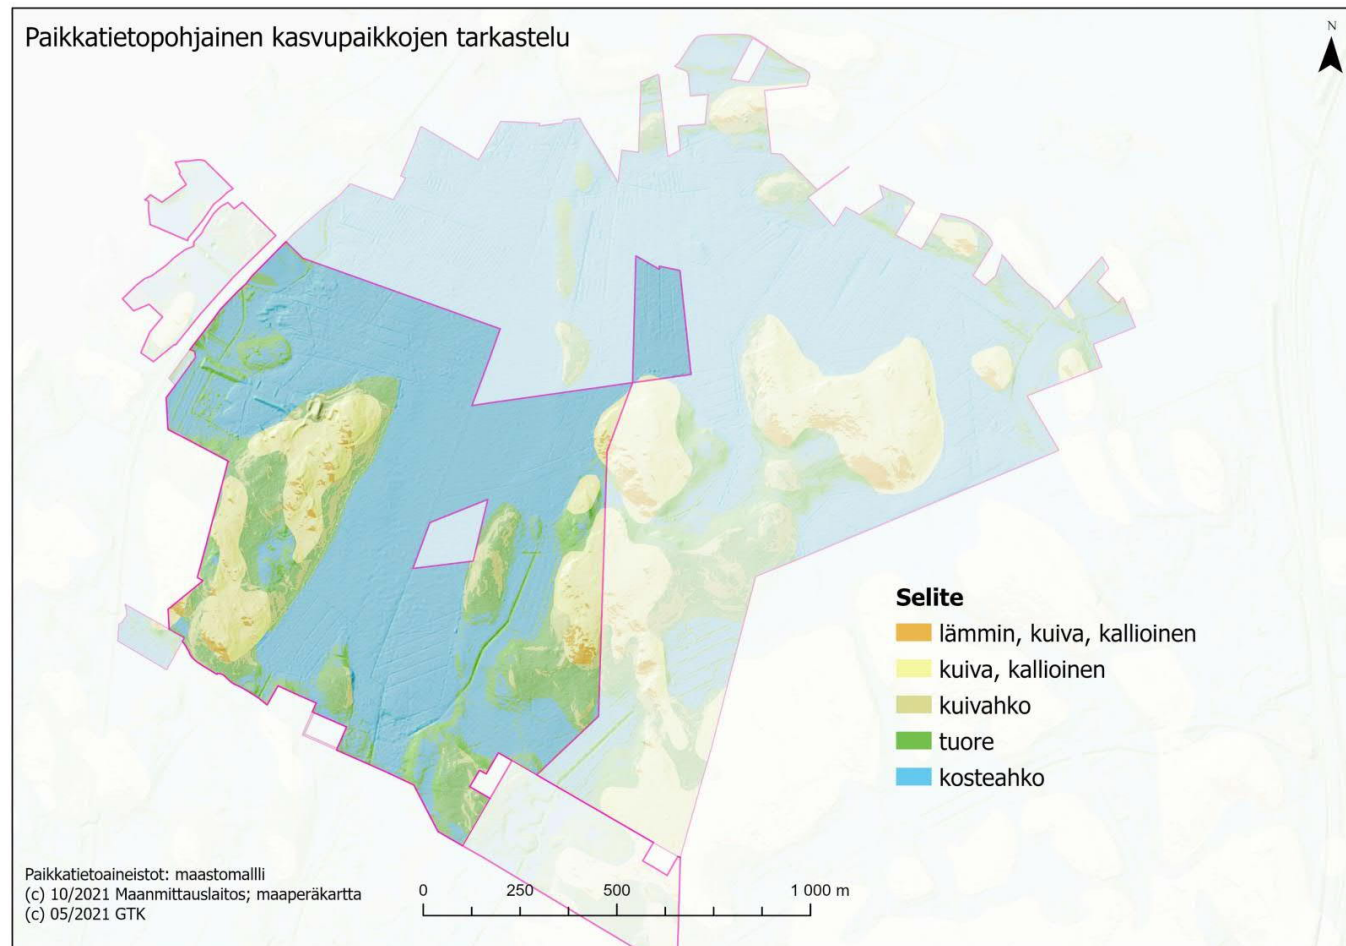 Paikkatietopohjainen kasvupaikkojen tarkastelu
N
Selite
lämmin, kuiva, kallioinen
kuiva, kallioinen
kuivahko
tuore
kosteahko
Paikkatietoaineistot: maastomallli
(c) 10/2021 Maanmittauslaitos; maaperäkartta
(c) 05/2021 GTK
0 250 500 1 000 m